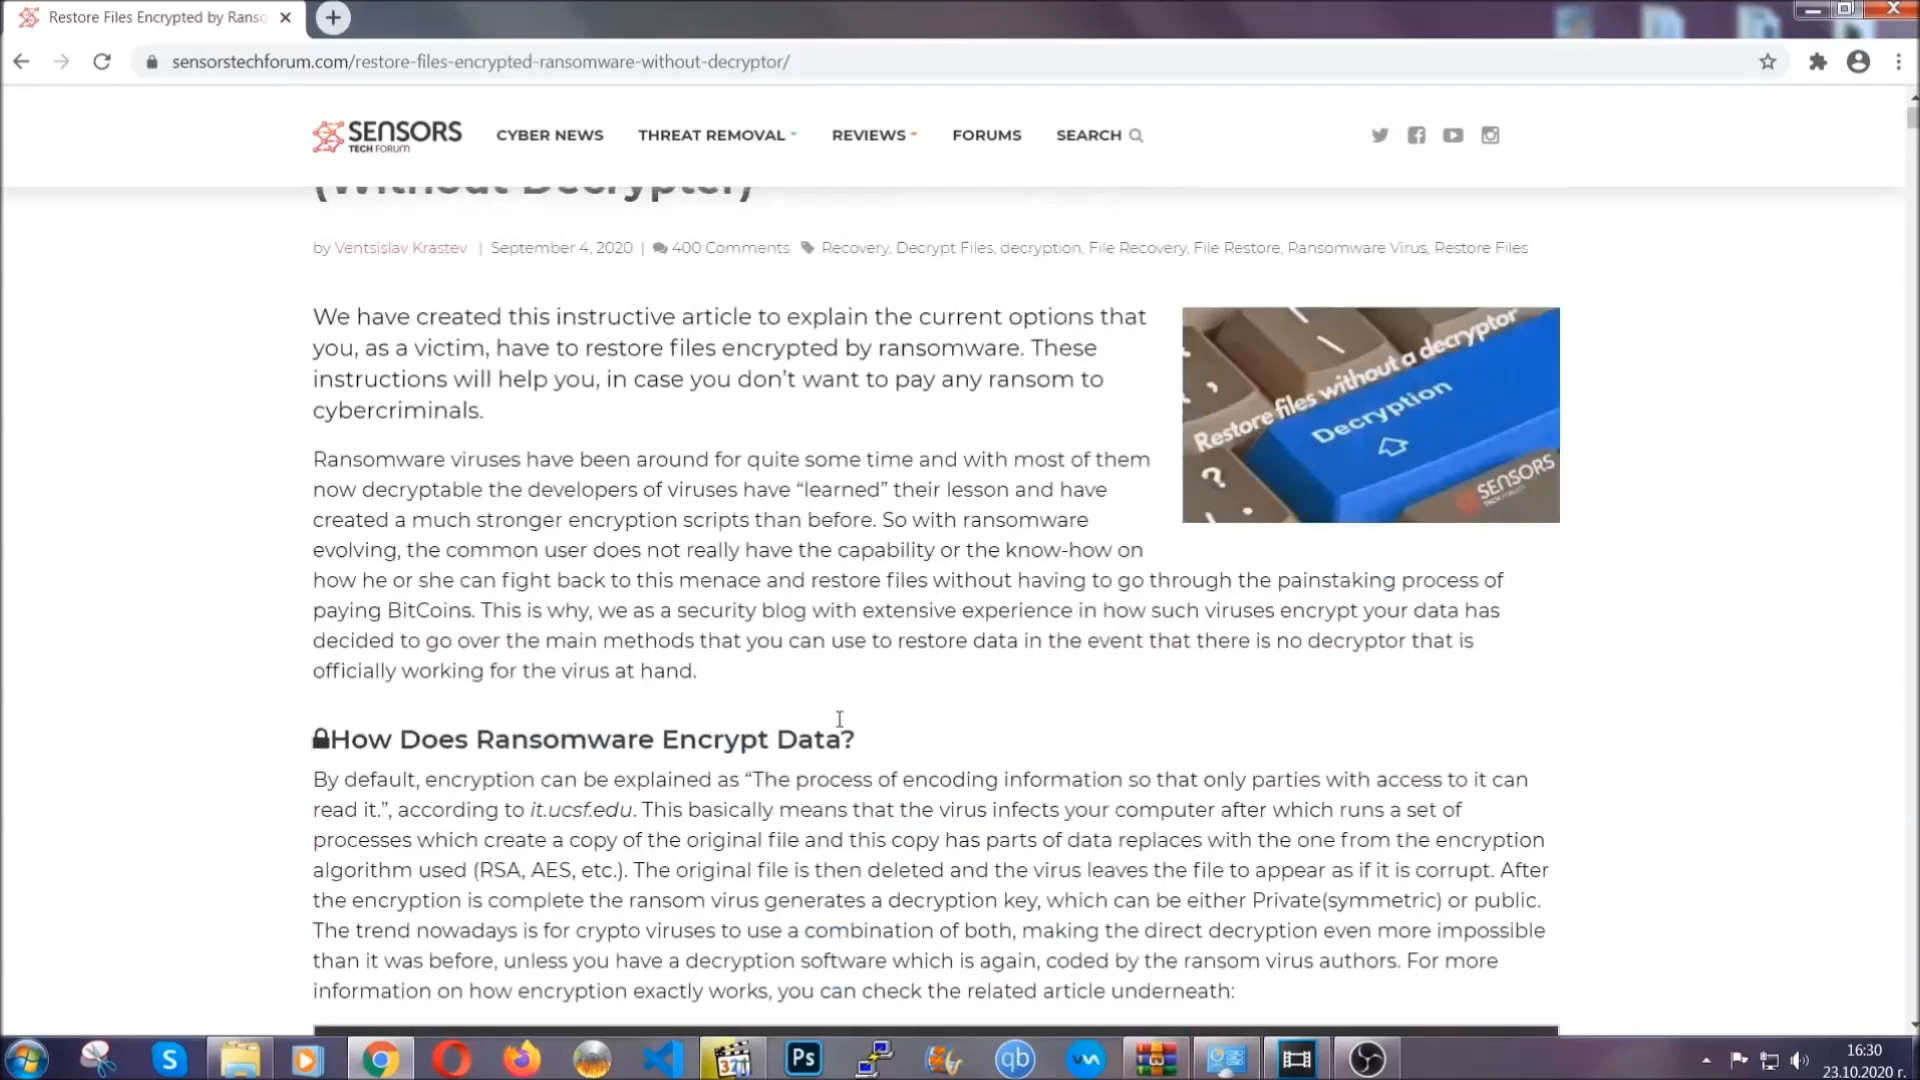 Restore Files Encrypted by Ranso
sensorstechforum.com/restore-files-encrypted-ransomware-without-decryptor/
SENSORS
TECH FORUM
CYBER NEWS THREAT REMOVAL REVIEWS FORUMS SEARCH
(Without Decrypter)
by Ventsislav Krastev | September 4, 2020 | 400 Comments Recovery, Decrypt Files, decryption, File Recovery, File Restore, Ransomware Virus, Restore Files
We have created this instructive article to explain the current options that
you, as a victim, have to restore files encrypted by ransomware. These
instructions will help you, in case you don’t want to pay any ransom to
cybercriminals.
Restore files without a decryptor
Decryption
SENSORS
Ransomware viruses have been around for quite some time and with most of them
now decryptable the developers of viruses have “learned” their lesson and have
created a much stronger encryption scripts than before. So with ransomware
evolving, the common user does not really have the capability or the know-how on
how he or she can fight back to this menace and restore files without having to go through the painstaking process of
paying BitCoins. This is why, we as a security blog with extensive experience in how such viruses encrypt your data has
decided to go over the main methods that you can use to restore data in the event that there is no decryptor that is
officially working for the virus at hand.
How Does Ransomware Encrypt Data?
By default, encryption can be explained as “The process of encoding information so that only parties with access to it can
read it.”, according to it.ucsf.edu. This basically means that the virus infects your computer after which runs a set of
processes which create a copy of the original file and this copy has parts of data replaces with the one from the encryption
algorithm used (RSA, AES, etc.). The original file is then deleted and the virus leaves the file to appear as if it is corrupt. After
the encryption is complete the ransom virus generates a decryption key, which can be either Private(symmetric) or public.
The trend nowadays is for crypto viruses to use a combination of both, making the direct decryption even more impossible
than it was before, unless you have a decryption software which is again, coded by the ransom virus authors. For more
information on how encryption exactly works, you can check the related article underneath:
S
Ps
qb
16:30
23.10.2020 г.